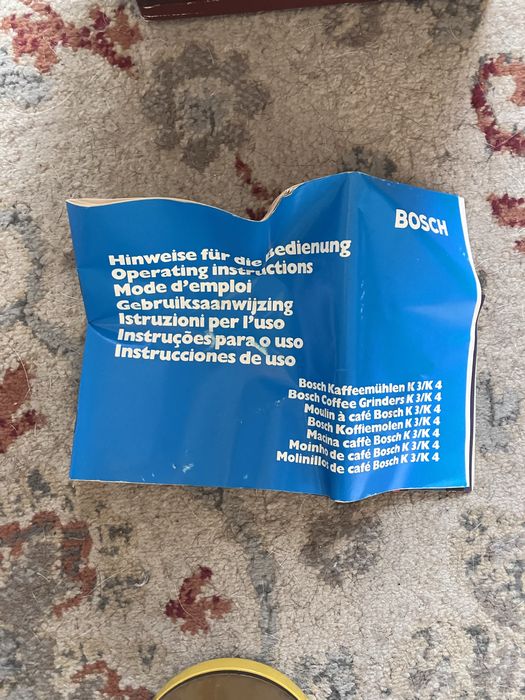 BOSCH
Hinweise für die Bedienung
Operating instructions
Mode d'emploi
Gebruiksaanwijzing
Istruzioni per l'uso
Instruções para o uso
Instrucciones de uso
Bosch Kaffeemühlen K 3/K 4
Bosch Coffee Grinders K 3/K 4
Moulin à café Bosch K 3/K 4
Bosch Koffiemolen K 3/K 4
Macina caffè Bosch K 3/K 4
Moinho de café Bosch K 3/K 4
Molinillos de café Bosch K 3/K 4